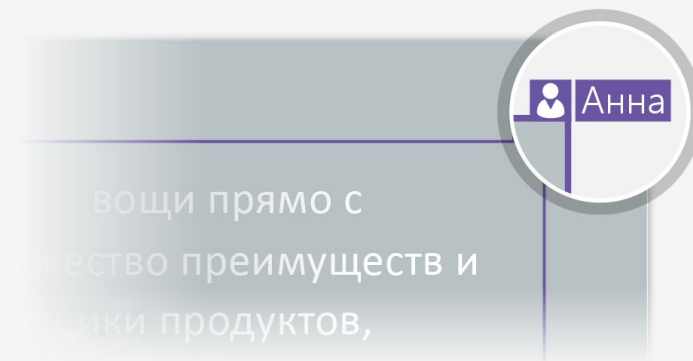 Анна
вощи прямо с
жество преимуществ и
щики продуктов,